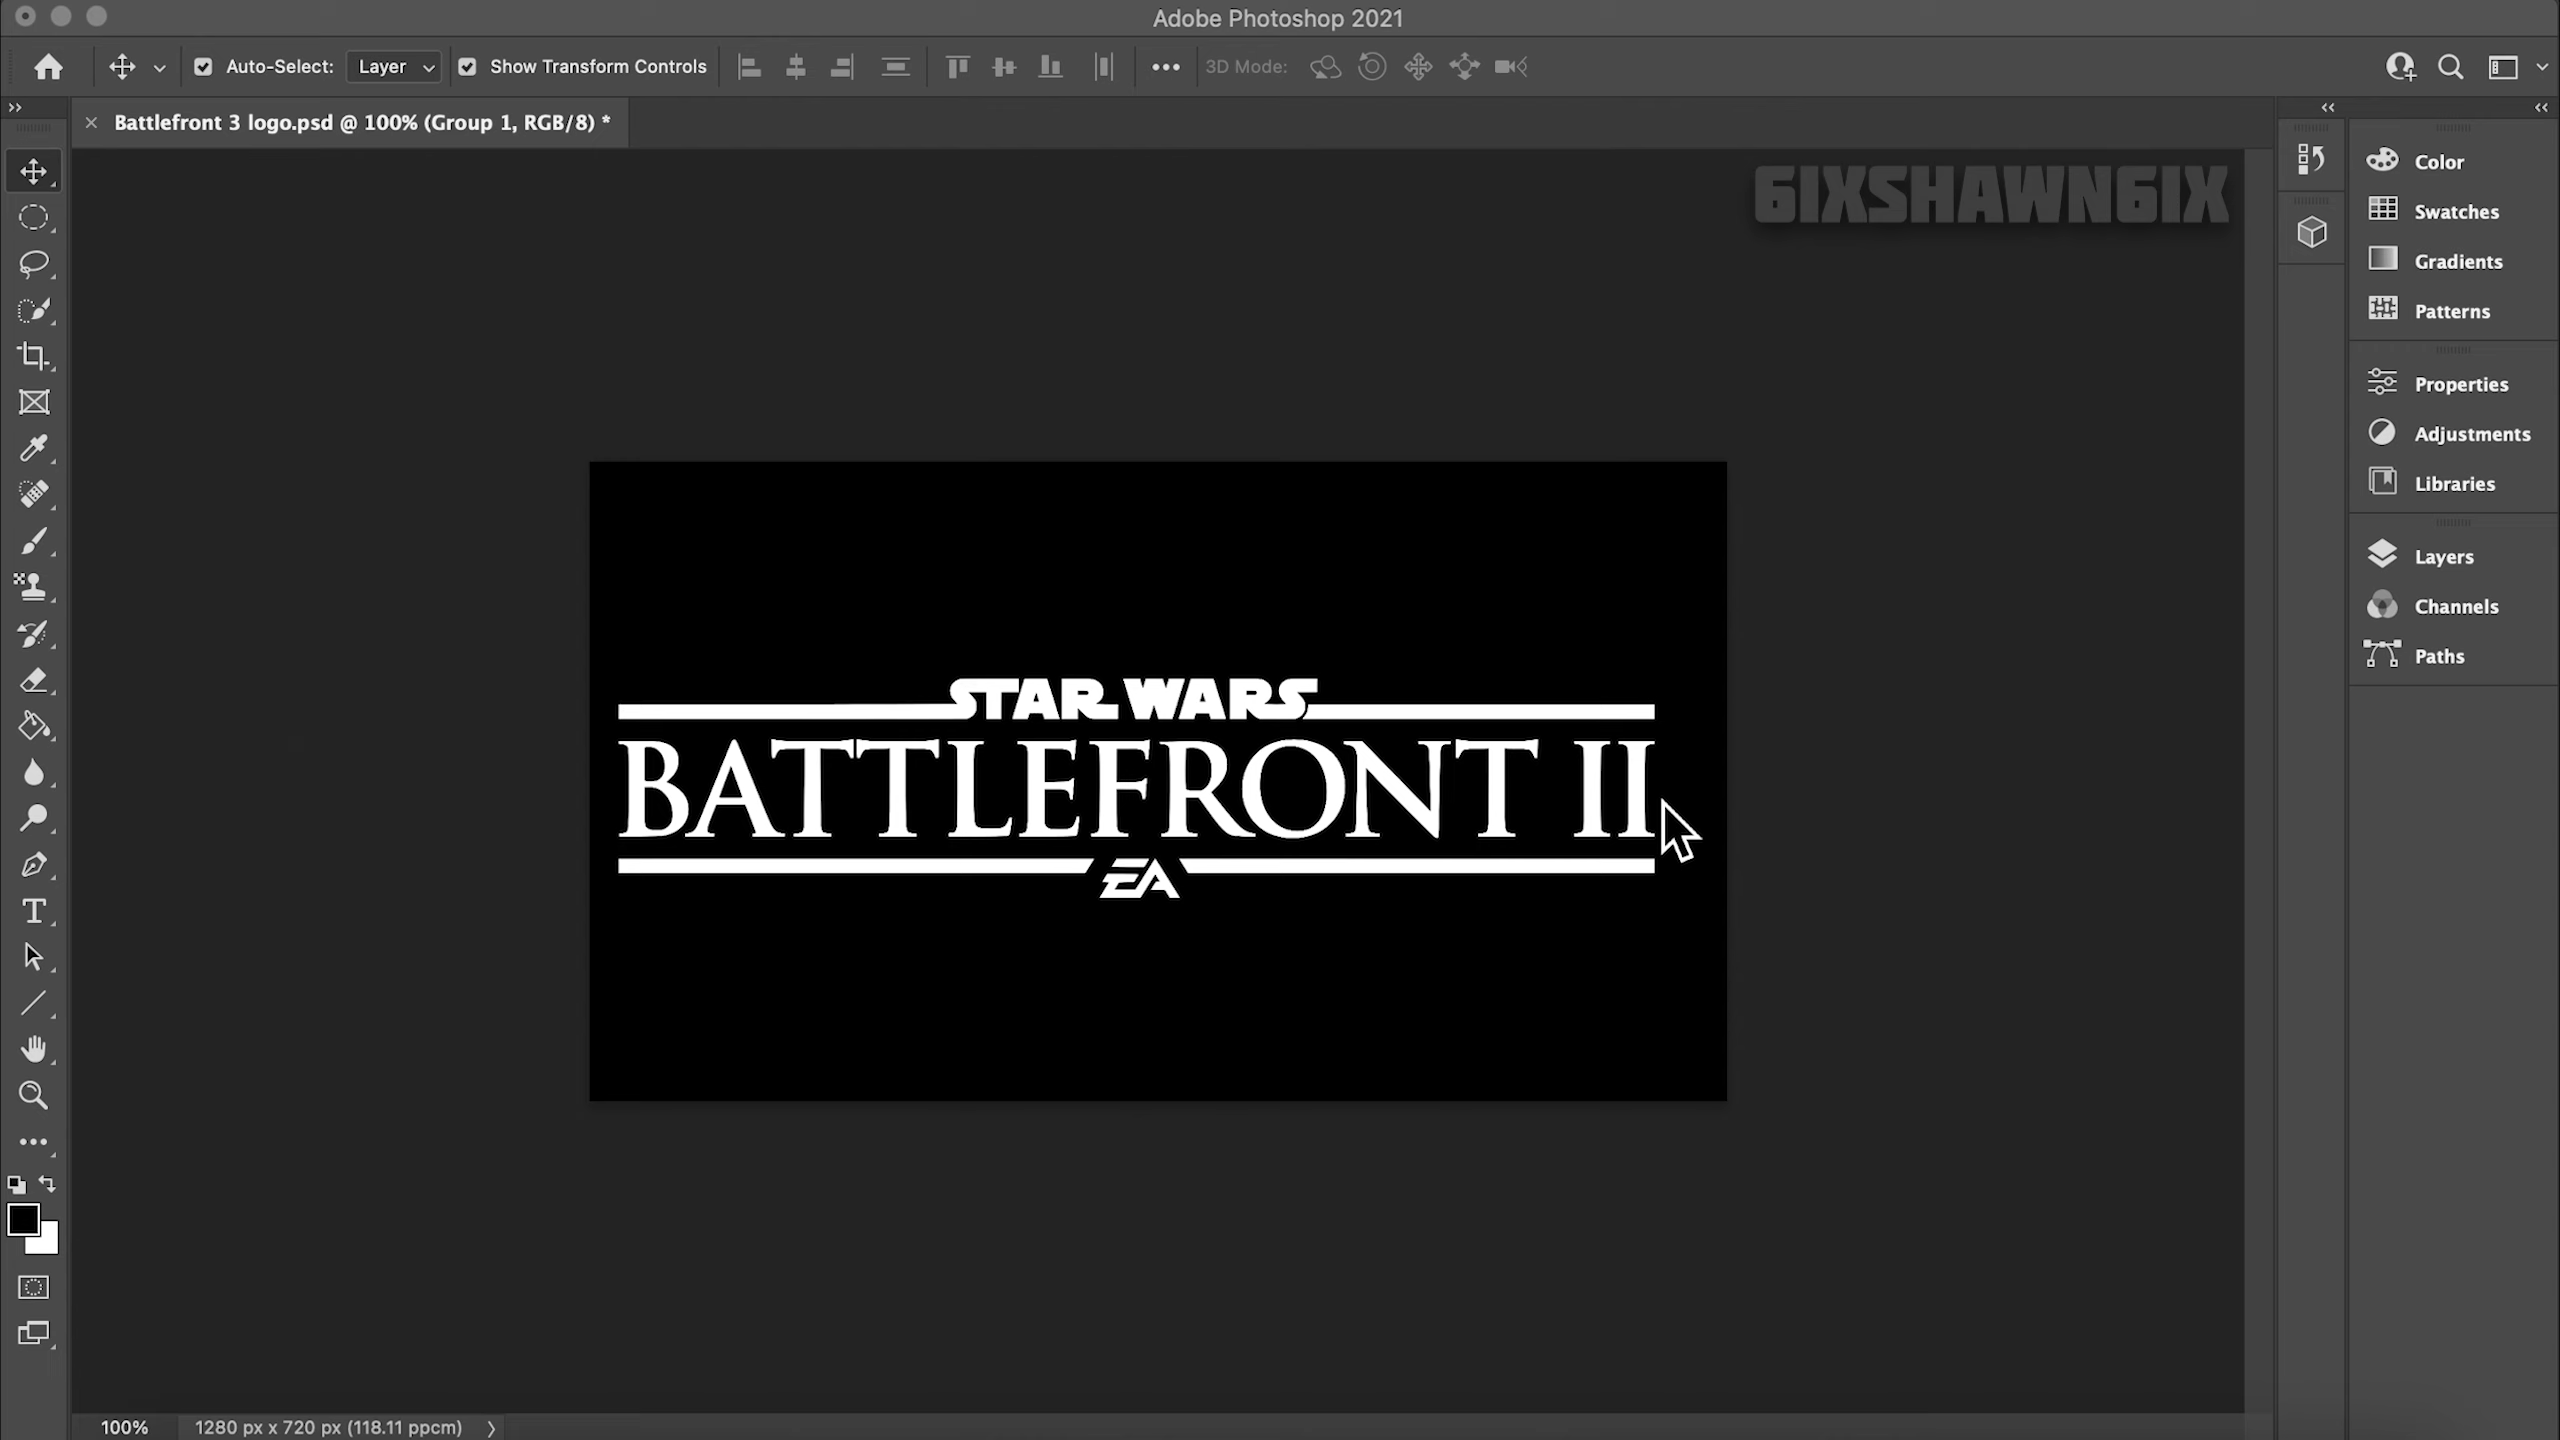 Adobe Photoshop 2021
Auto-Select: Layer Show Transform Controls 3D Mode:
Battlefront 3 logo.psd @ 100% (Group 1, RGB/8) *
6IXSHAWN6IX
Color
Swatches
Gradients
Patterns
Properties
Adjustments
Libraries
Layers
Channels
Paths
STAR WARS
BATTLEFRONT II
EA
100% 1280 px x 720 px (118.11 ppcm)